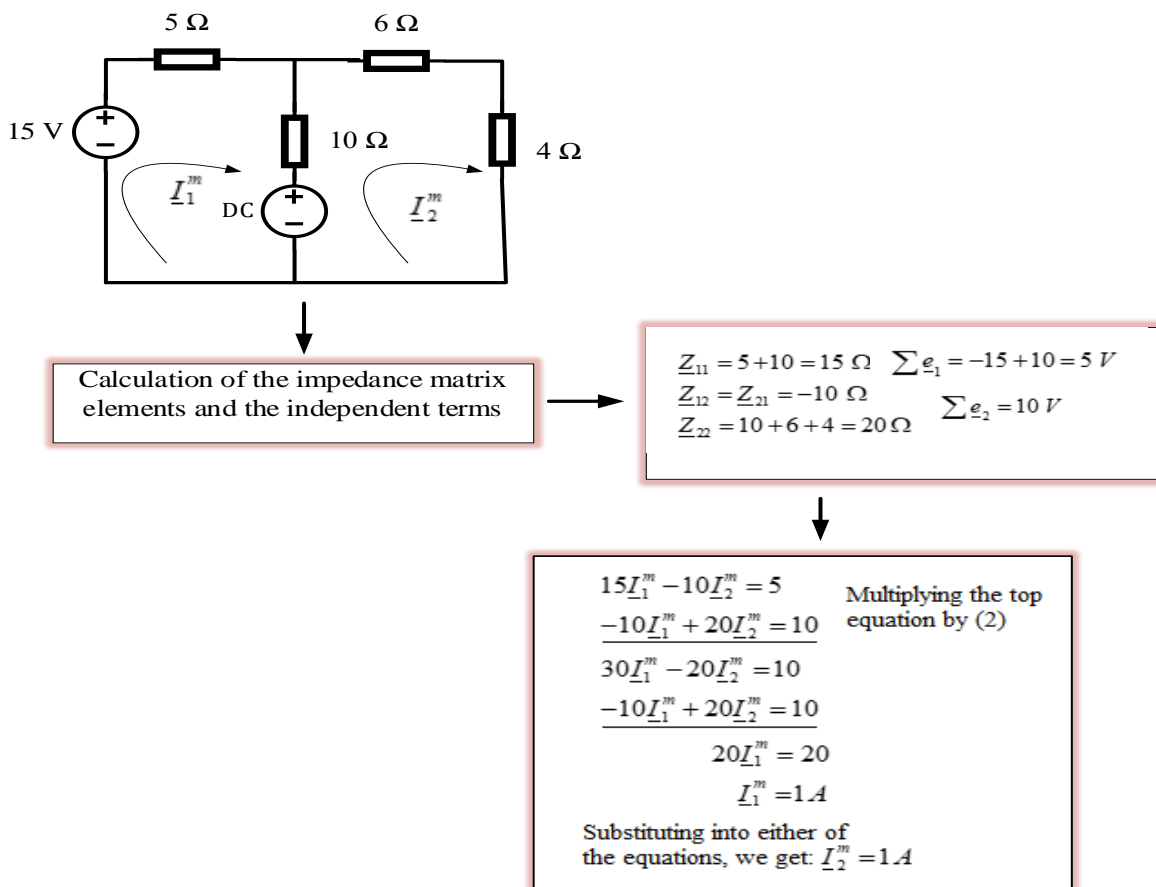 5 Ω
6 Ω
15 V
+
−
10 Ω
4 Ω
I₁ᵐ
DC
+
−
I₂ᵐ
Calculation of the impedance matrix
elements and the independent terms
Z₁₁ = 5+10 = 15 Ω ∑e₁ = −15+10 = 5 V
Z₁₂ = Z₂₁ = −10 Ω
∑e₂ = 10 V
Z₂₂ = 10+6+4 = 20 Ω
15I₁ᵐ − 10I₂ᵐ = 5
−10I₁ᵐ + 20I₂ᵐ = 10
Multiplying the top
equation by (2)
30I₁ᵐ − 20I₂ᵐ = 10
−10I₁ᵐ + 20I₂ᵐ = 10
20I₁ᵐ = 20
I₁ᵐ = 1A
Substituting into either of
the equations, we get: I₂ᵐ = 1A